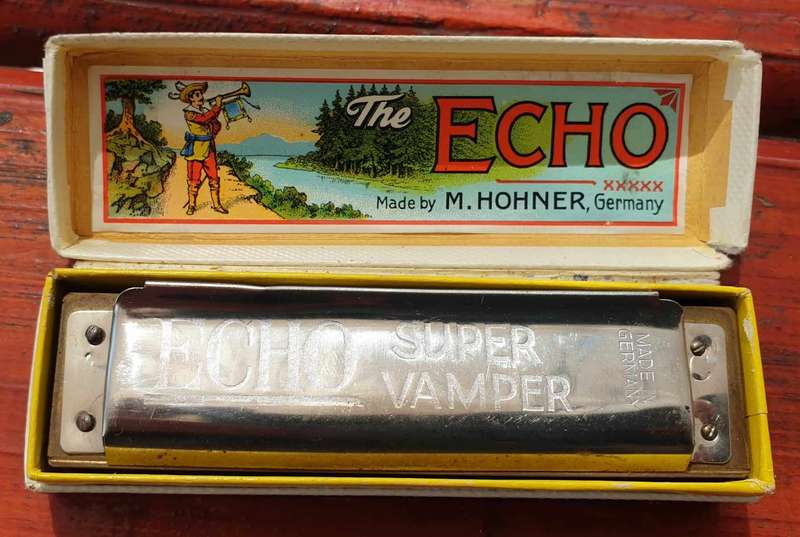 The ECHO
xxxxx
Made by M. HOHNER, Germany
ECHO SUPER VAMPER
MADE IN GERMANY